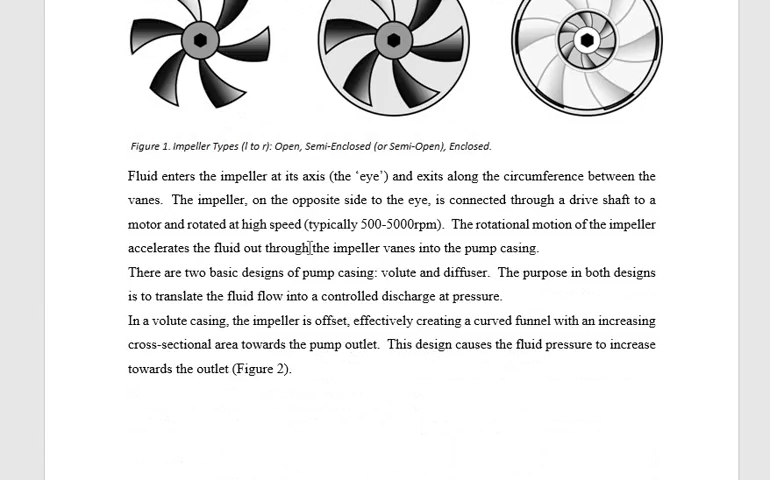 Figure 1. Impeller Types (l to r): Open, Semi-Enclosed (or Semi-Open), Enclosed.
Fluid enters the impeller at its axis (the ‘eye’) and exits along the circumference between the
vanes.  The impeller, on the opposite side to the eye, is connected through a drive shaft to a
motor and rotated at high speed (typically 500-5000rpm).  The rotational motion of the impeller
accelerates the fluid out through the impeller vanes into the pump casing.
There are two basic designs of pump casing: volute and diffuser.  The purpose in both designs
is to translate the fluid flow into a controlled discharge at pressure.
In a volute casing, the impeller is offset, effectively creating a curved funnel with an increasing
cross-sectional area towards the pump outlet.  This design causes the fluid pressure to increase
towards the outlet (Figure 2).